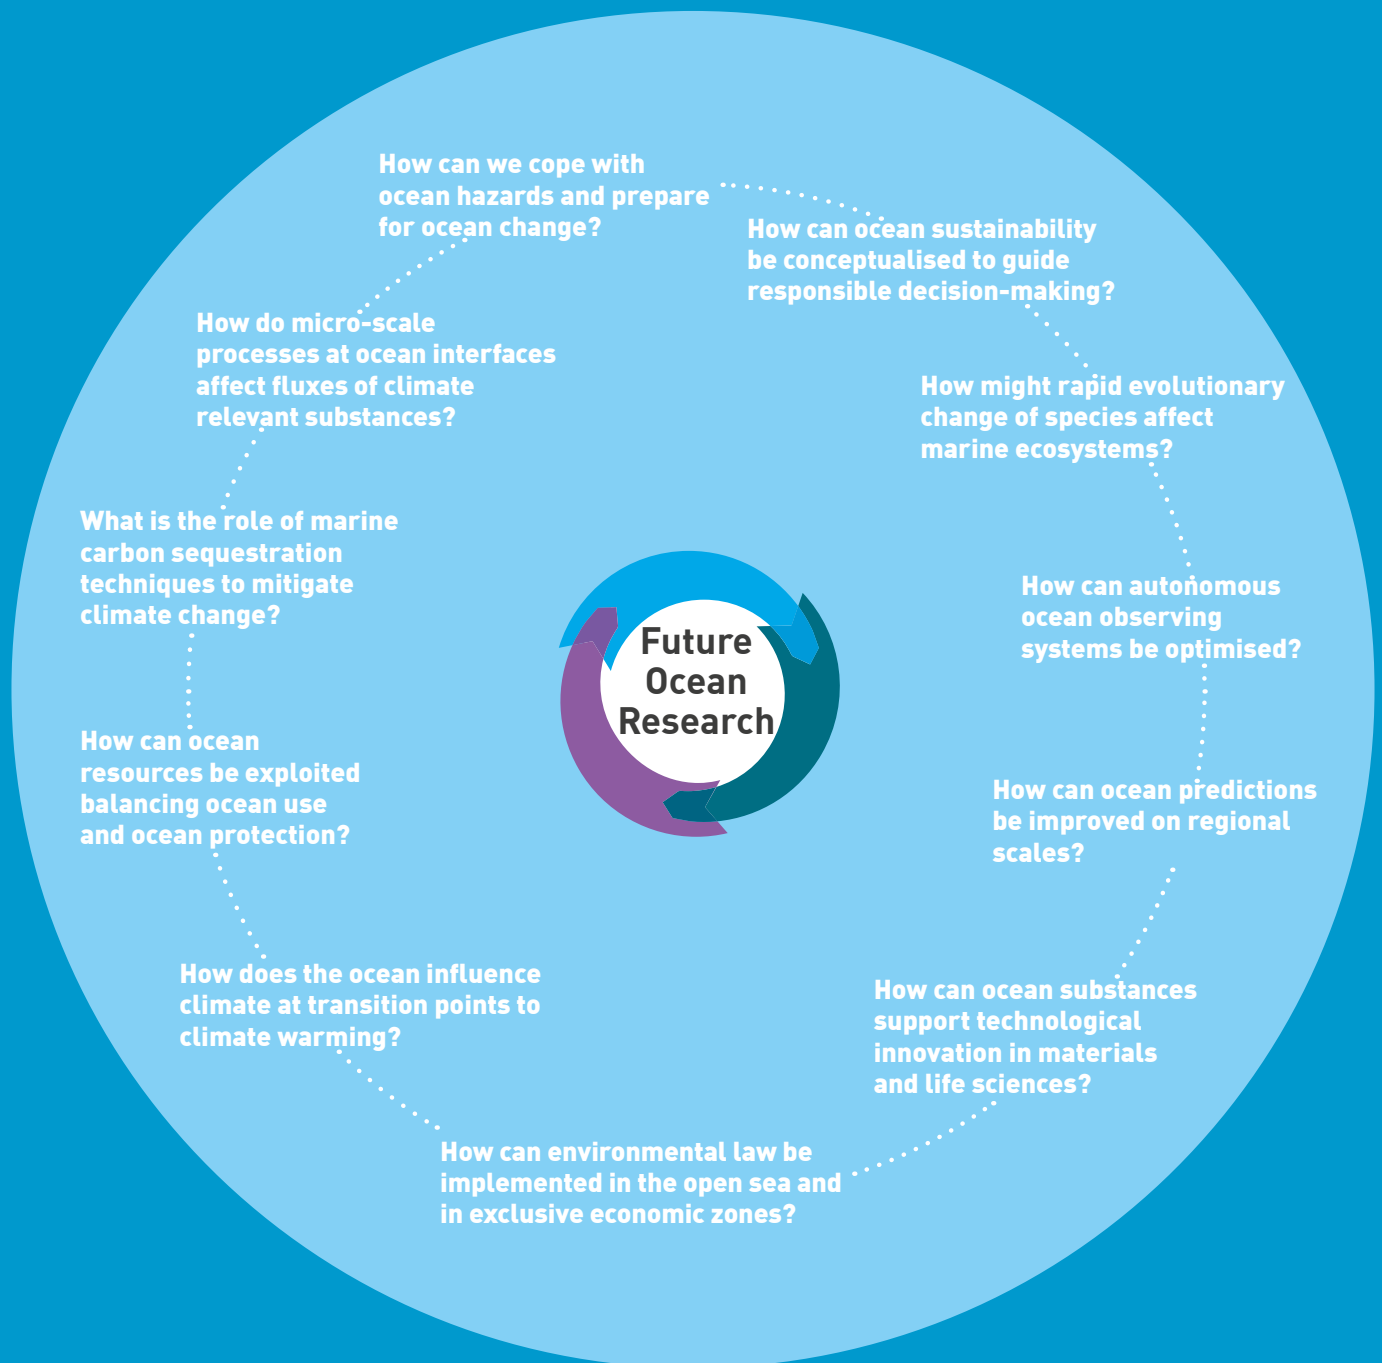 How can we cope with
ocean hazards and prepare
for ocean change?
How can ocean sustainability
be conceptualised to guide
responsible decision-making?
How might rapid evolutionary
change of species affect
marine ecosystems?
How can autonomous
ocean observing
systems be optimised?
How can ocean predictions
be improved on regional
scales?
How can ocean substances
support technological
innovation in materials
and life sciences?
How can environmental law be
implemented in the open sea and
in exclusive economic zones?
How does the ocean influence
climate at transition points to
climate warming?
How can ocean
resources be exploited
balancing ocean use
and ocean protection?
What is the role of marine
carbon sequestration
techniques to mitigate
climate change?
How do micro-scale
processes at ocean interfaces
affect fluxes of climate
relevant substances?
Future
Ocean
Research